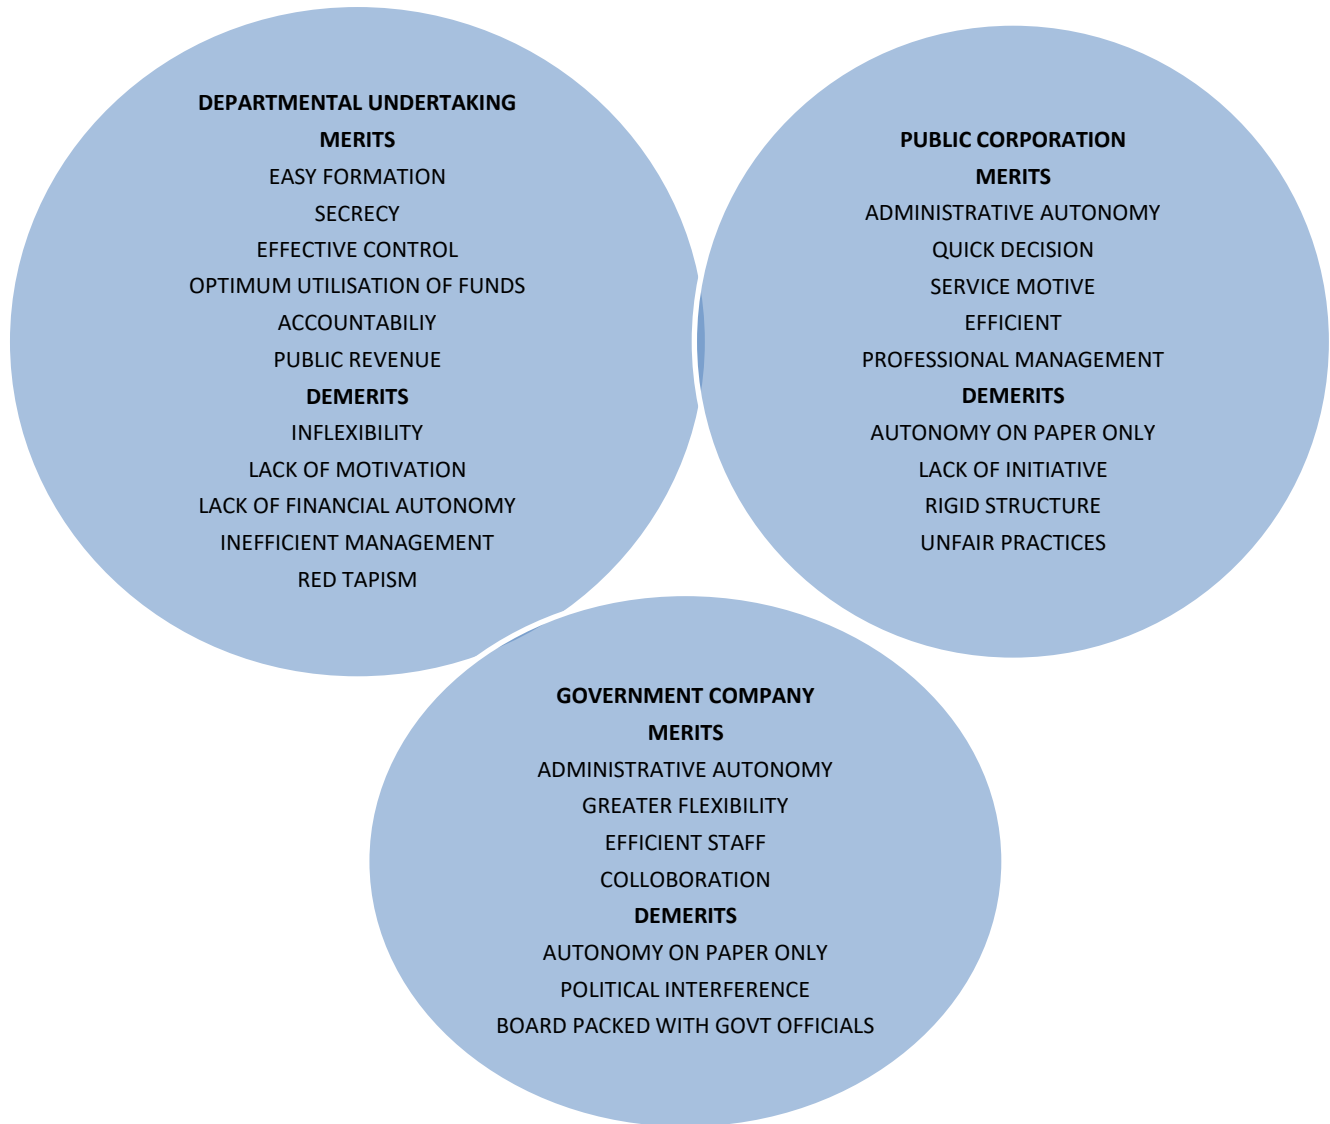 DEPARTMENTAL UNDERTAKING
MERITS
EASY FORMATION
SECRECY
EFFECTIVE CONTROL
OPTIMUM UTILISATION OF FUNDS
ACCOUNTABILIY
PUBLIC REVENUE
DEMERITS
INFLEXIBILITY
LACK OF MOTIVATION
LACK OF FINANCIAL AUTONOMY
INEFFICIENT MANAGEMENT
RED TAPISM
PUBLIC CORPORATION
MERITS
ADMINISTRATIVE AUTONOMY
QUICK DECISION
SERVICE MOTIVE
EFFICIENT
PROFESSIONAL MANAGEMENT
DEMERITS
AUTONOMY ON PAPER ONLY
LACK OF INITIATIVE
RIGID STRUCTURE
UNFAIR PRACTICES
GOVERNMENT COMPANY
MERITS
ADMINISTRATIVE AUTONOMY
GREATER FLEXIBILITY
EFFICIENT STAFF
COLLOBORATION
DEMERITS
AUTONOMY ON PAPER ONLY
POLITICAL INTERFERENCE
BOARD PACKED WITH GOVT OFFICIALS